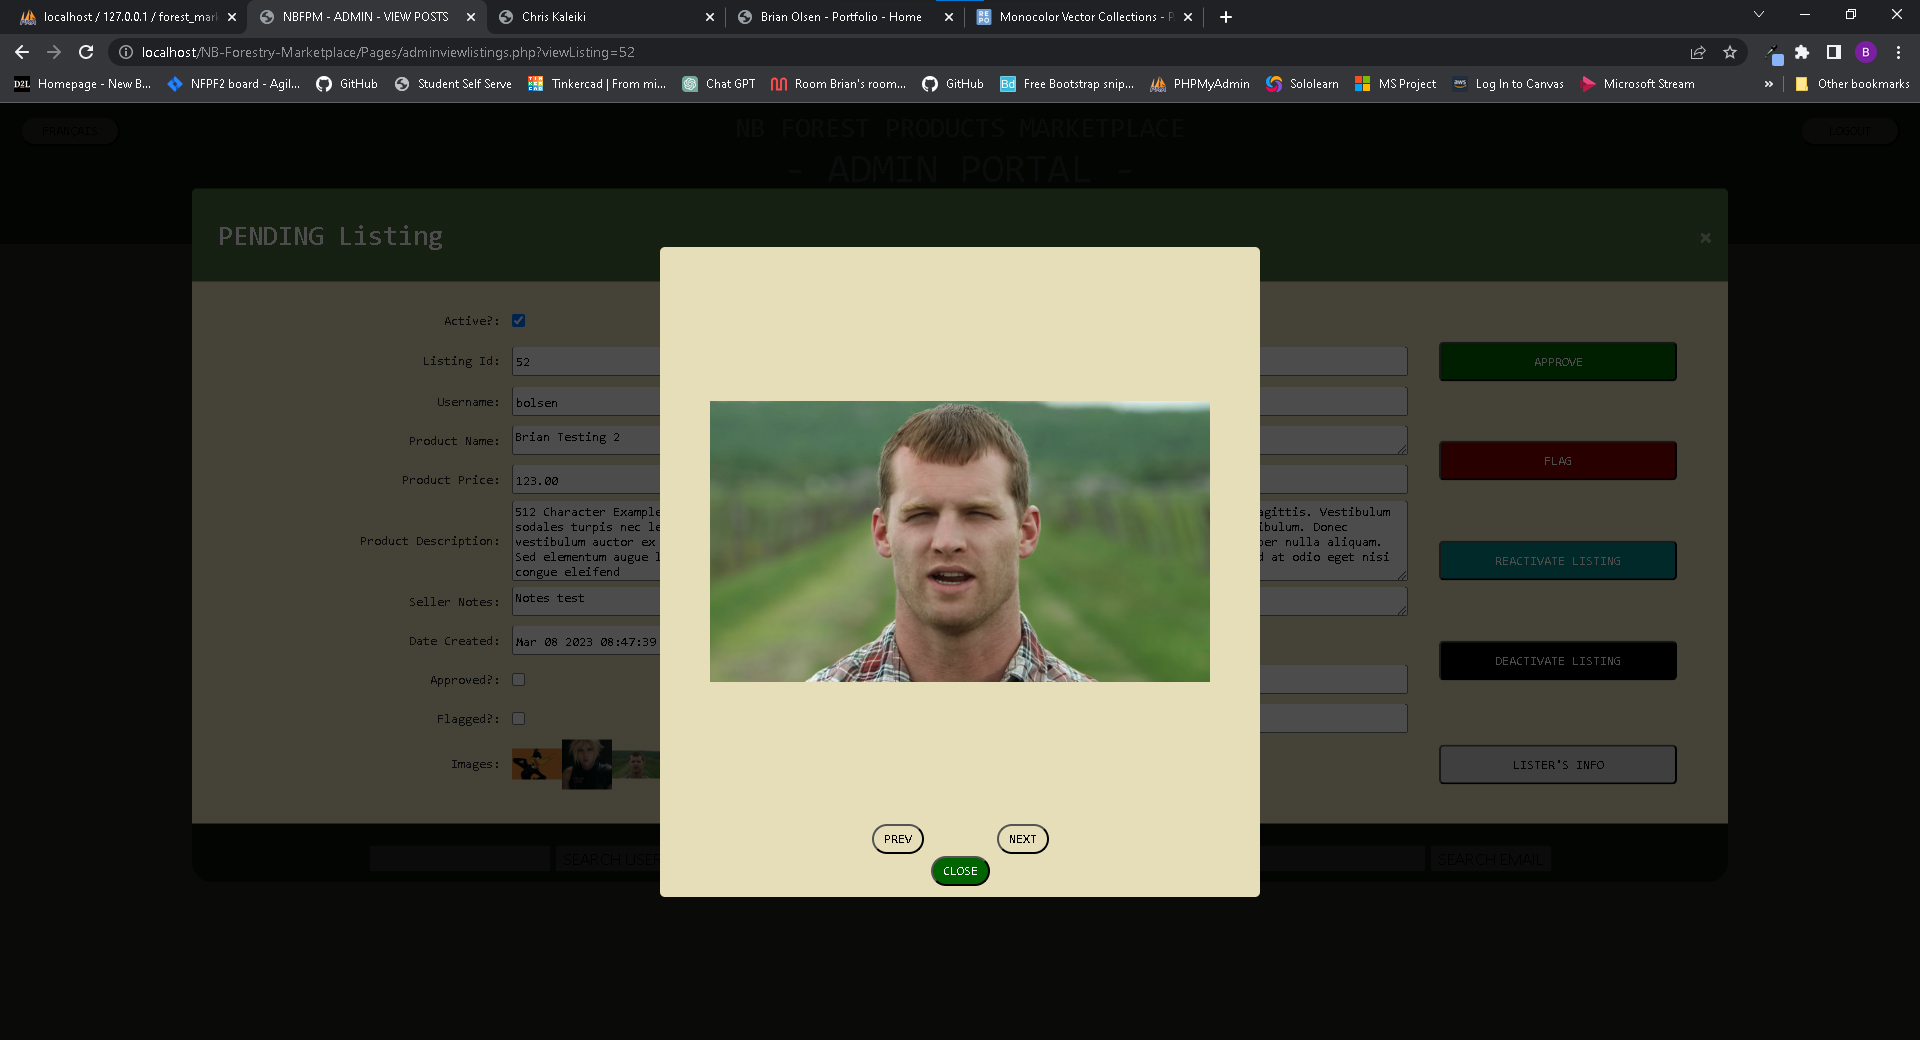 localhost / 127.0.0.1 / forest_mar
NBFPM - ADMIN - VIEW POSTS
Chris Kaleiki
Brian Olsen - Portfolio - Home
Monocolor Vector Collections - P
localhost/NB-Forestry-Marketplace/Pages/adminviewlistings.php?viewListing=52
B
D2L Homepage - New B...
NFPF2 board - Agil...
GitHub
Student Self Serve
Tinkercad | From mi...
Chat GPT
Room Brian's room...
GitHub
Bd Free Bootstrap snip...
PHPMyAdmin
Sololearn
MS Project
aws Log In to Canvas
Microsoft Stream
Other bookmarks
FRANCAIS
NB FOREST PRODUCTS MARKETPLACE
LOGOUT
- ADMIN PORTAL -
PENDING Listing
Active?:
Listing Id: 52
APPROVE
Username: bolsen
Product Name: Brian Testing 2
FLAG
Product Price: 123.00
Product Description:
512 Character Example
agittis. Vestibulum
sodales turpis nec le
ibulum. Donec
vestibulum auctor ex
per nulla aliquam.
Sed elementum augue l
d at odio eget nisi
congue eleifend
REACTIVATE LISTING
Seller Notes: Notes test
Date Created: Mar 08 2023 08:47:39
DEACTIVATE LISTING
Approved?:
Flagged?:
Images:
LISTER'S INFO
PREV
NEXT
SEARCH USER
SEARCH EMAIL
CLOSE